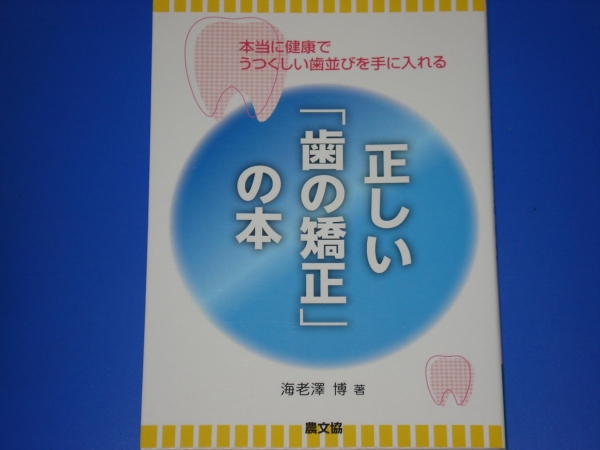 本当に健康で
うつくしい歯並びを手に入れる
正しい
「歯の矯正」
の本
海老澤 博 著
農文協